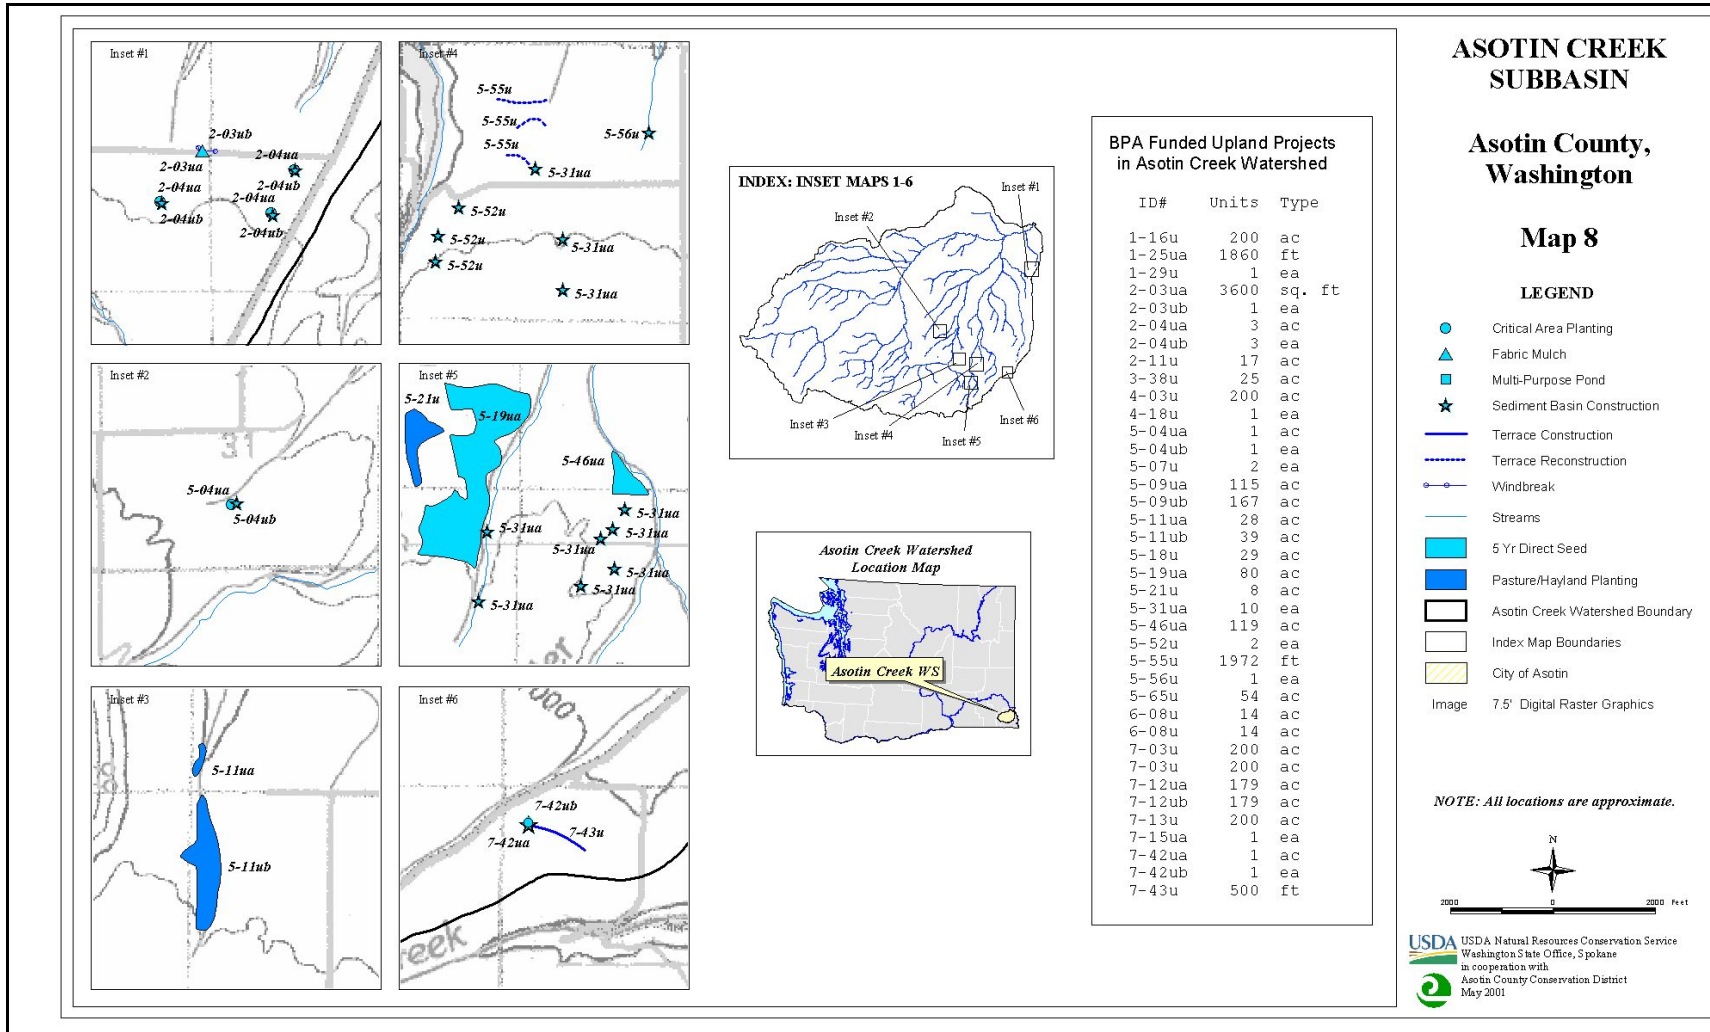 Inset #1
2-03ub
2-03ua
2-04ua
2-04ua
2-04ub
2-04ua
2-04ub
2-04ub
Inset #4
5-55u
5-55u
5-55u
5-56u
5-31ua
5-52u
5-52u
5-31ua
5-52u
5-31ua
Inset #2
31
5-04ua
5-04ub
Inset #5
5-21u
5-19ua
5-46ua
5-31ua
5-31ua
5-31ua
5-31ua
5-31ua
5-31ua
5-31ua
Inset #3
5-11ua
5-11ub
Inset #6
7-42ub
7-43u
7-42ua
reek
INDEX: INSET MAPS 1-6
Inset #1
Inset #2
Inset #3
Inset #4
Inset #5
Inset #6
Asotin Creek Watershed
Location Map
Asotin Creek WS
BPA Funded Upland Projects
in Asotin Creek Watershed
ID# Units Type
1-16u 200 ac
1-25ua 1860 ft
1-29u 1 ea
2-03ua 3600 sq. ft
2-03ub 1 ea
2-04ua 3 ac
2-04ub 3 ea
2-11u 17 ac
3-38u 25 ac
4-03u 200 ac
4-18u 1 ea
5-04ua 1 ac
5-04ub 1 ea
5-07u 2 ea
5-09ua 115 ac
5-09ub 167 ac
5-11ua 28 ac
5-11ub 39 ac
5-18u 29 ac
5-19ua 80 ac
5-21u 8 ac
5-31ua 10 ea
5-46ua 119 ac
5-52u 2 ea
5-55u 1972 ft
5-56u 1 ea
5-65u 54 ac
6-08u 14 ac
6-08u 14 ac
7-03u 200 ac
7-03u 200 ac
7-12ua 179 ac
7-12ub 179 ac
7-13u 200 ac
7-15ua 1 ea
7-42ua 1 ac
7-42ub 1 ea
7-43u 500 ft
ASOTIN CREEK
SUBBASIN
Asotin County,
Washington
Map 8
LEGEND
Critical Area Planting
Fabric Mulch
Multi-Purpose Pond
Sediment Basin Construction
Terrace Construction
Terrace Reconstruction
Windbreak
Streams
5 Yr Direct Seed
Pasture/Hayland Planting
Asotin Creek Watershed Boundary
Index Map Boundaries
City of Asotin
Image 7.5' Digital Raster Graphics
NOTE: All locations are approximate.
N
2000 0 2000 Feet
USDA
USDA Natural Resources Conservation Service
Washington State Office, Spokane
in cooperation with
Asotin County Conservation District
May 2001